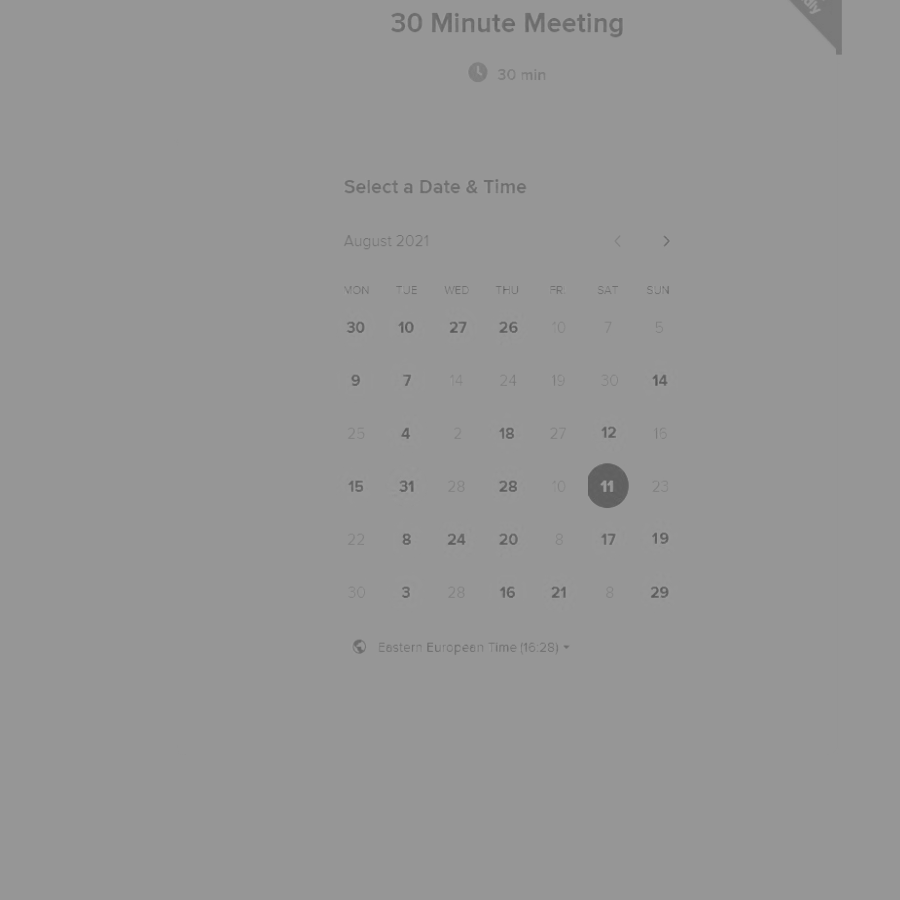 30 Minute Meeting
30 min
Select a Date & Time
August 2021
MON TUE WED THU FRI SAT SUN
30 10 27 26 10 7 5
9 7 14 24 19 30 14
25 4 2 18 27 12 15
15 31 28 28 10 11 23
22 8 24 20 8 17 19
30 3 28 16 21 8 29
Eastern European Time (16:28)